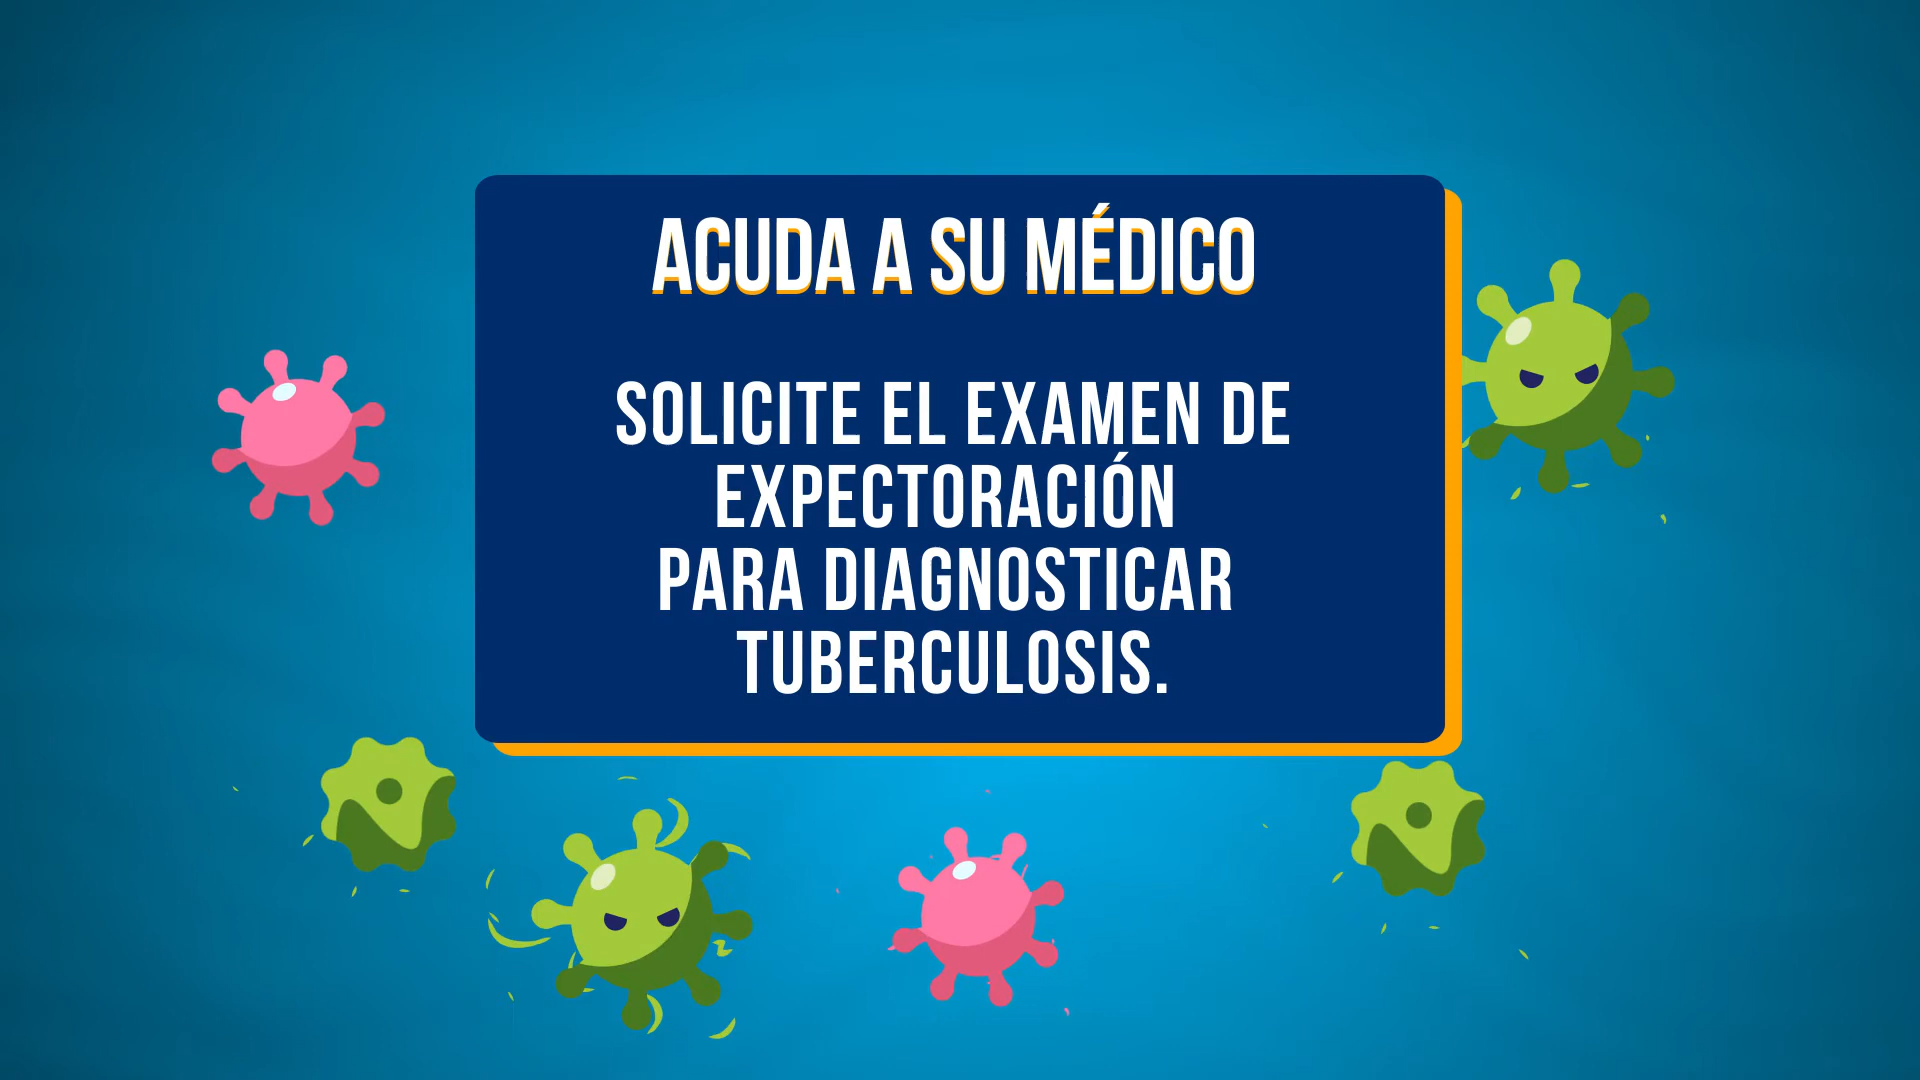 ACUDA A SU MÉDICO
SOLICITE EL EXAMEN DE
EXPECTORACIÓN
PARA DIAGNOSTICAR
TUBERCULOSIS.